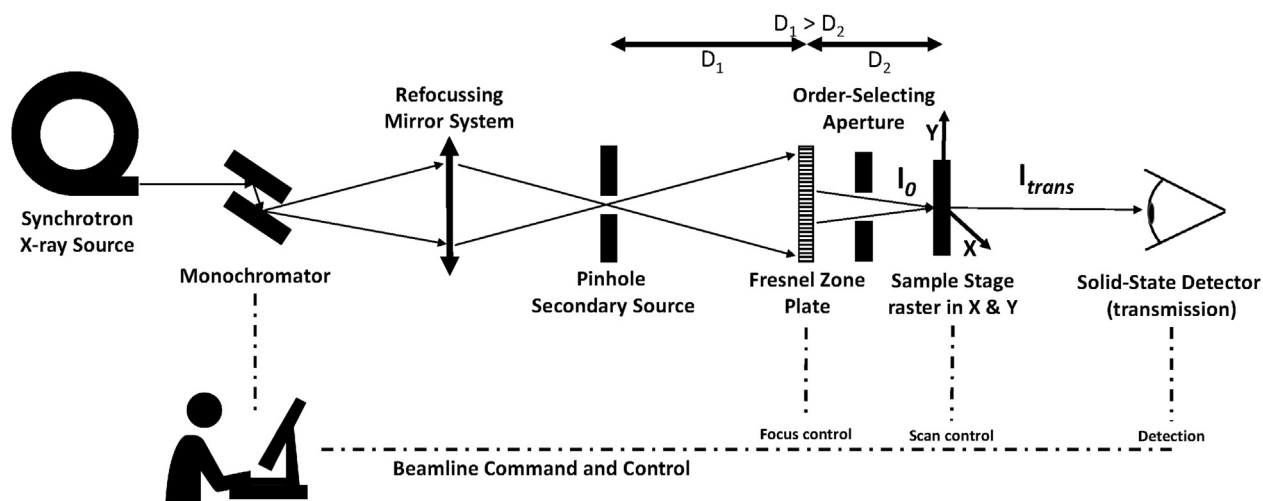 D1 > D2
D1
D2
Refocussing
Mirror System
Order-Selecting
Aperture
Y
I0
Itrans
X
Synchrotron
X-ray Source
Monochromator
Pinhole
Secondary Source
Fresnel Zone
Plate
Sample Stage
raster in X & Y
Solid-State Detector
(transmission)
Focus control
Scan control
Detection
Beamline Command and Control